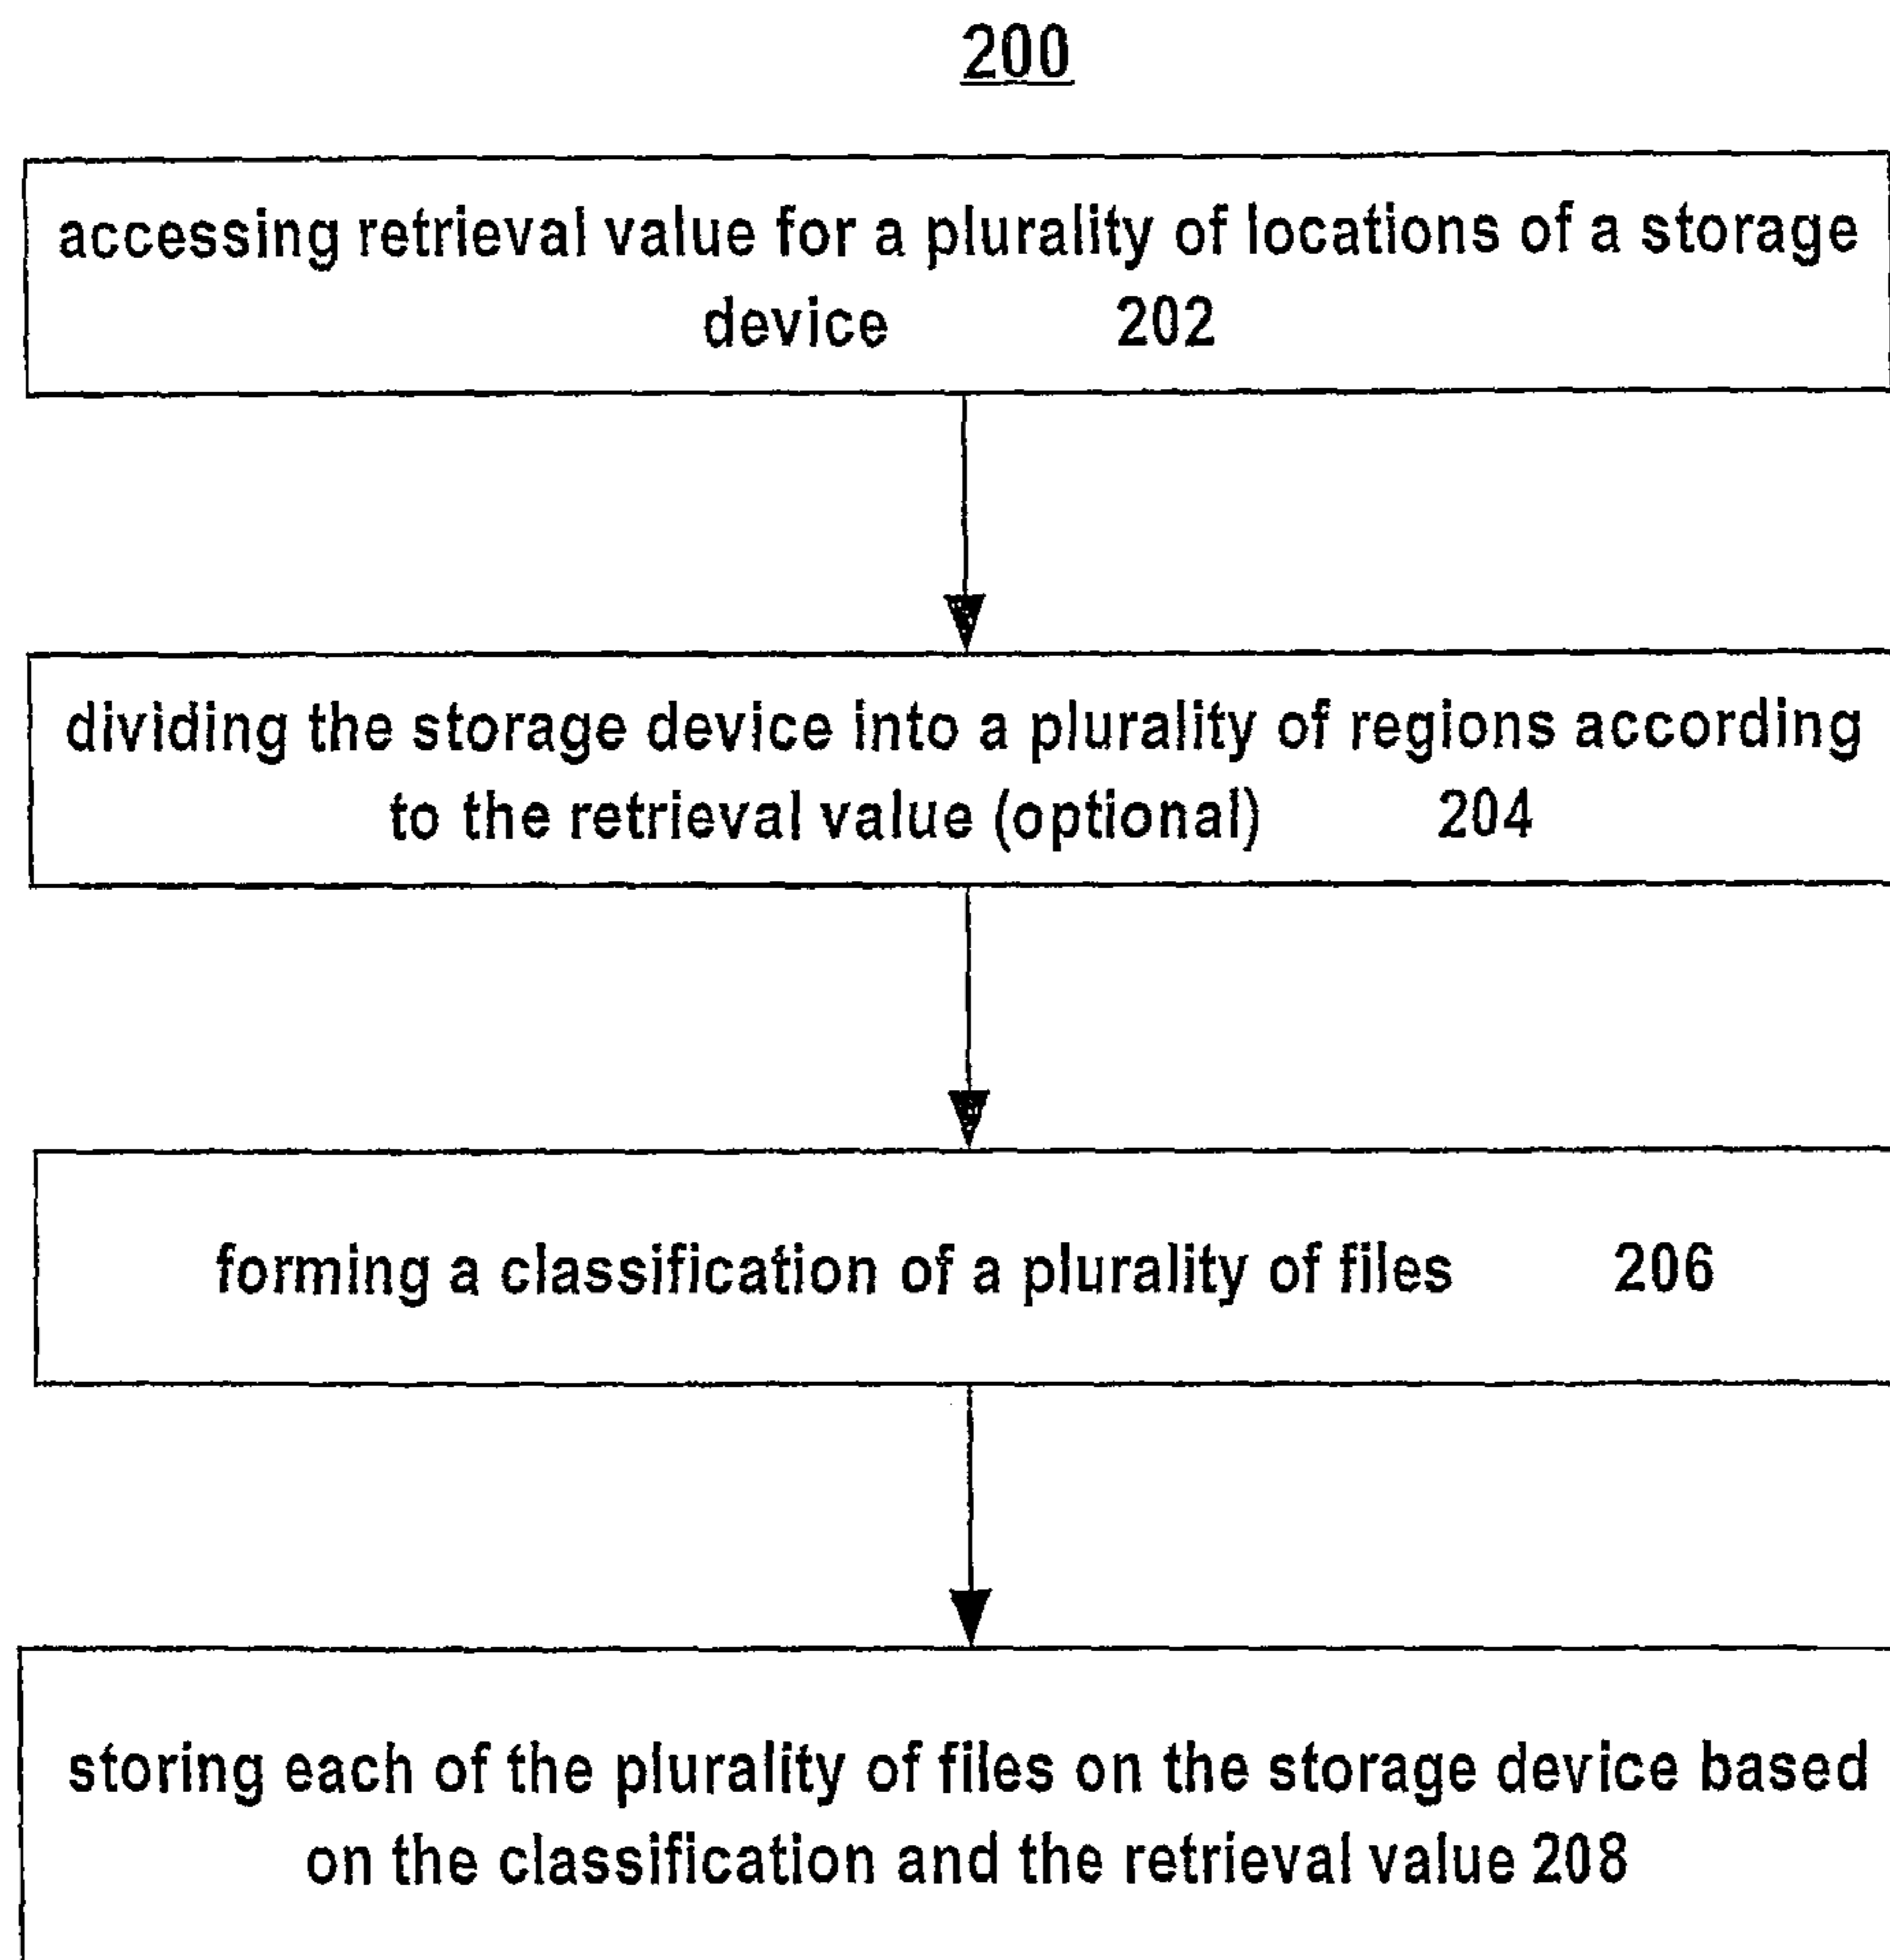 200
accessing retrieval value for a plurality of locations of a storage
device 202
dividing the storage device into a plurality of regions according
to the retrieval value (optional) 204
forming a classification of a plurality of files 206
storing each of the plurality of files on the storage device based
on the classification and the retrieval value 208